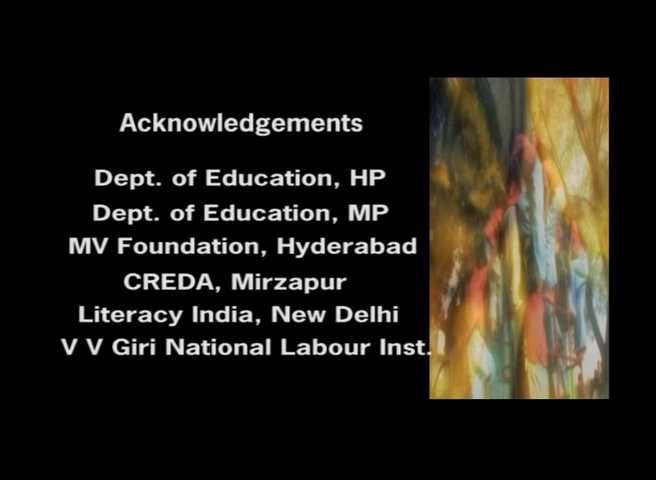 Acknowledgements
Dept. of Education, HP
Dept. of Education, MP
MV Foundation, Hyderabad
CREDA, Mirzapur
Literacy India, New Delhi
V V Giri National Labour Inst.